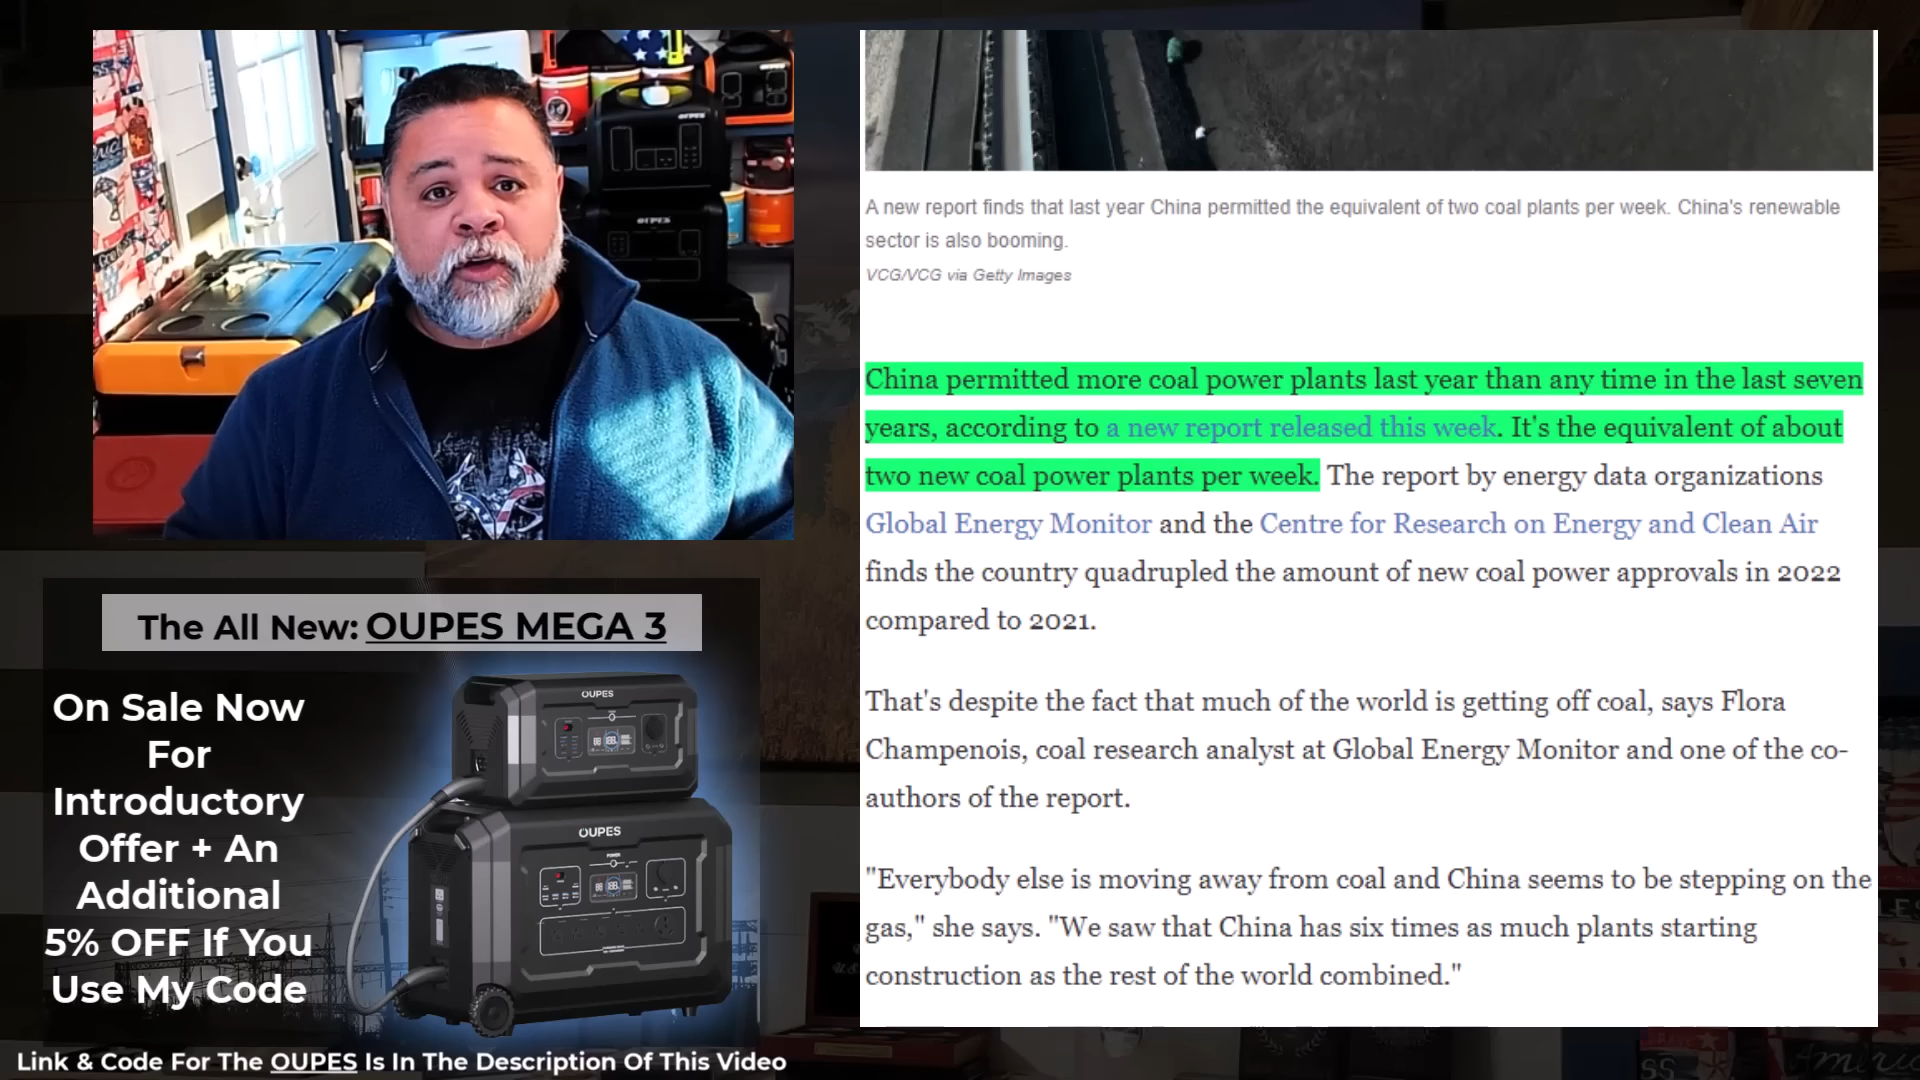 OUPES
OUPES
The All New: OUPES MEGA 3
On Sale Now
For
Introductory
Offer + An
Additional
5% OFF If You
Use My Code
OUPES
OUPES
Link & Code For The OUPES Is In The Description Of This Video
A new report finds that last year China permitted the equivalent of two coal plants per week. China's renewable
sector is also booming.
VCG/VCG via Getty Images
China permitted more coal power plants last year than any time in the last seven
years, according to a new report released this week. It's the equivalent of about
two new coal power plants per week. The report by energy data organizations
Global Energy Monitor and the Centre for Research on Energy and Clean Air
finds the country quadrupled the amount of new coal power approvals in 2022
compared to 2021.
That's despite the fact that much of the world is getting off coal, says Flora
Champenois, coal research analyst at Global Energy Monitor and one of the co-
authors of the report.
"Everybody else is moving away from coal and China seems to be stepping on the
gas," she says. "We saw that China has six times as much plants starting
construction as the rest of the world combined."